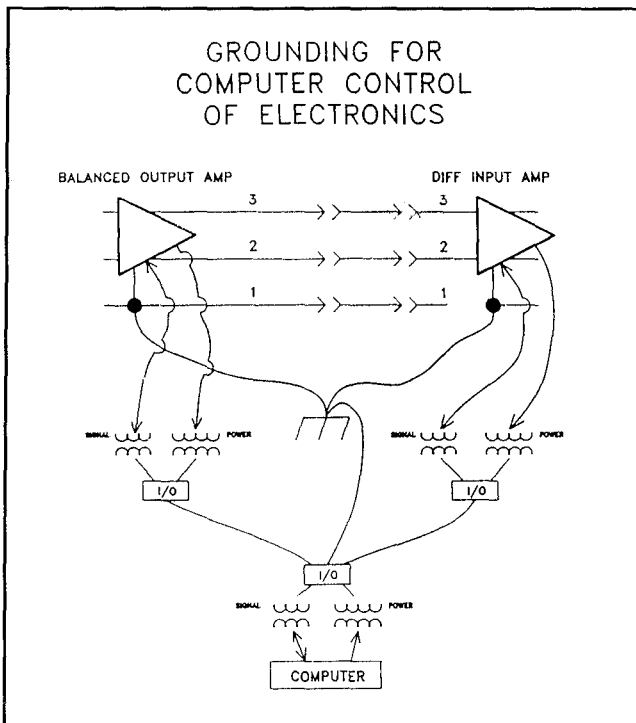 GROUNDING FOR
COMPUTER CONTROL
OF ELECTRONICS
BALANCED OUTPUT AMP
DIFF INPUT AMP
3
3
2
2
1
SIGNAL
POWER
SIGNAL
POWER
I/O
I/O
I/O
SIGNAL
POWER
COMPUTER